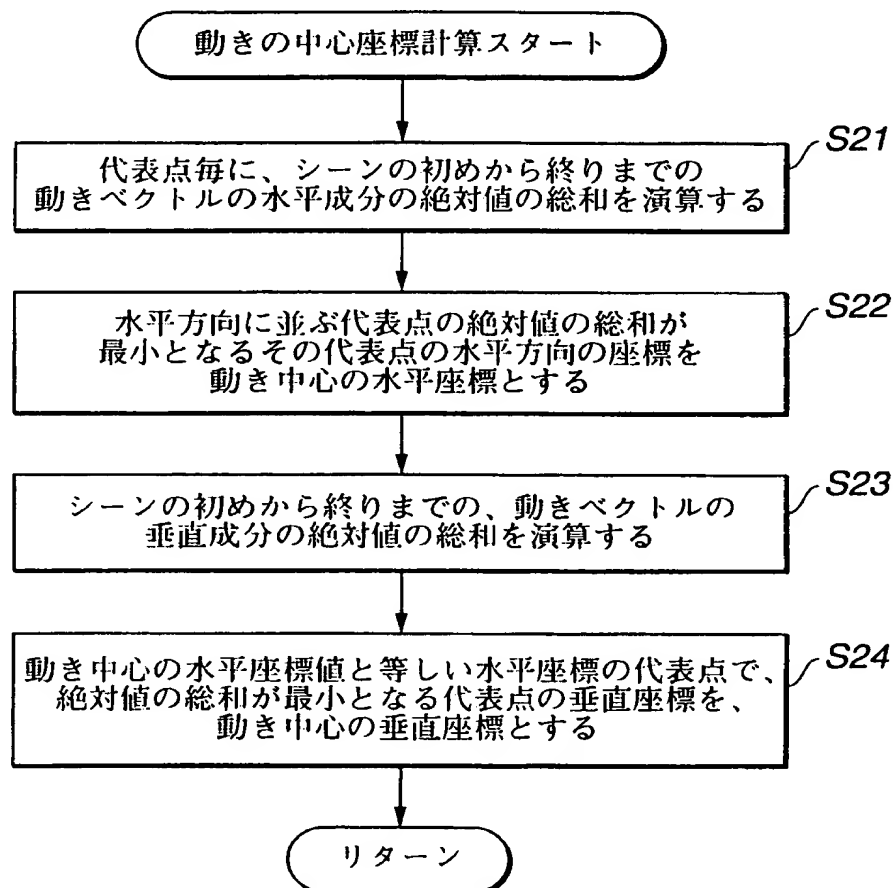 動きの中心座標計算スタート
S21
代表点毎に、シーンの初めから終りまでの
動きベクトルの水平成分の絶対値の総和を演算する
S22
水平方向に並ぶ代表点の絶対値の総和が
最小となるその代表点の水平方向の座標を
動き中心の水平座標とする
S23
シーンの初めから終りまでの、動きベクトルの
垂直成分の絶対値の総和を演算する
S24
動き中心の水平座標値と等しい水平座標の代表点で、
絶対値の総和が最小となる代表点の垂直座標を、
動き中心の垂直座標とする
リターン